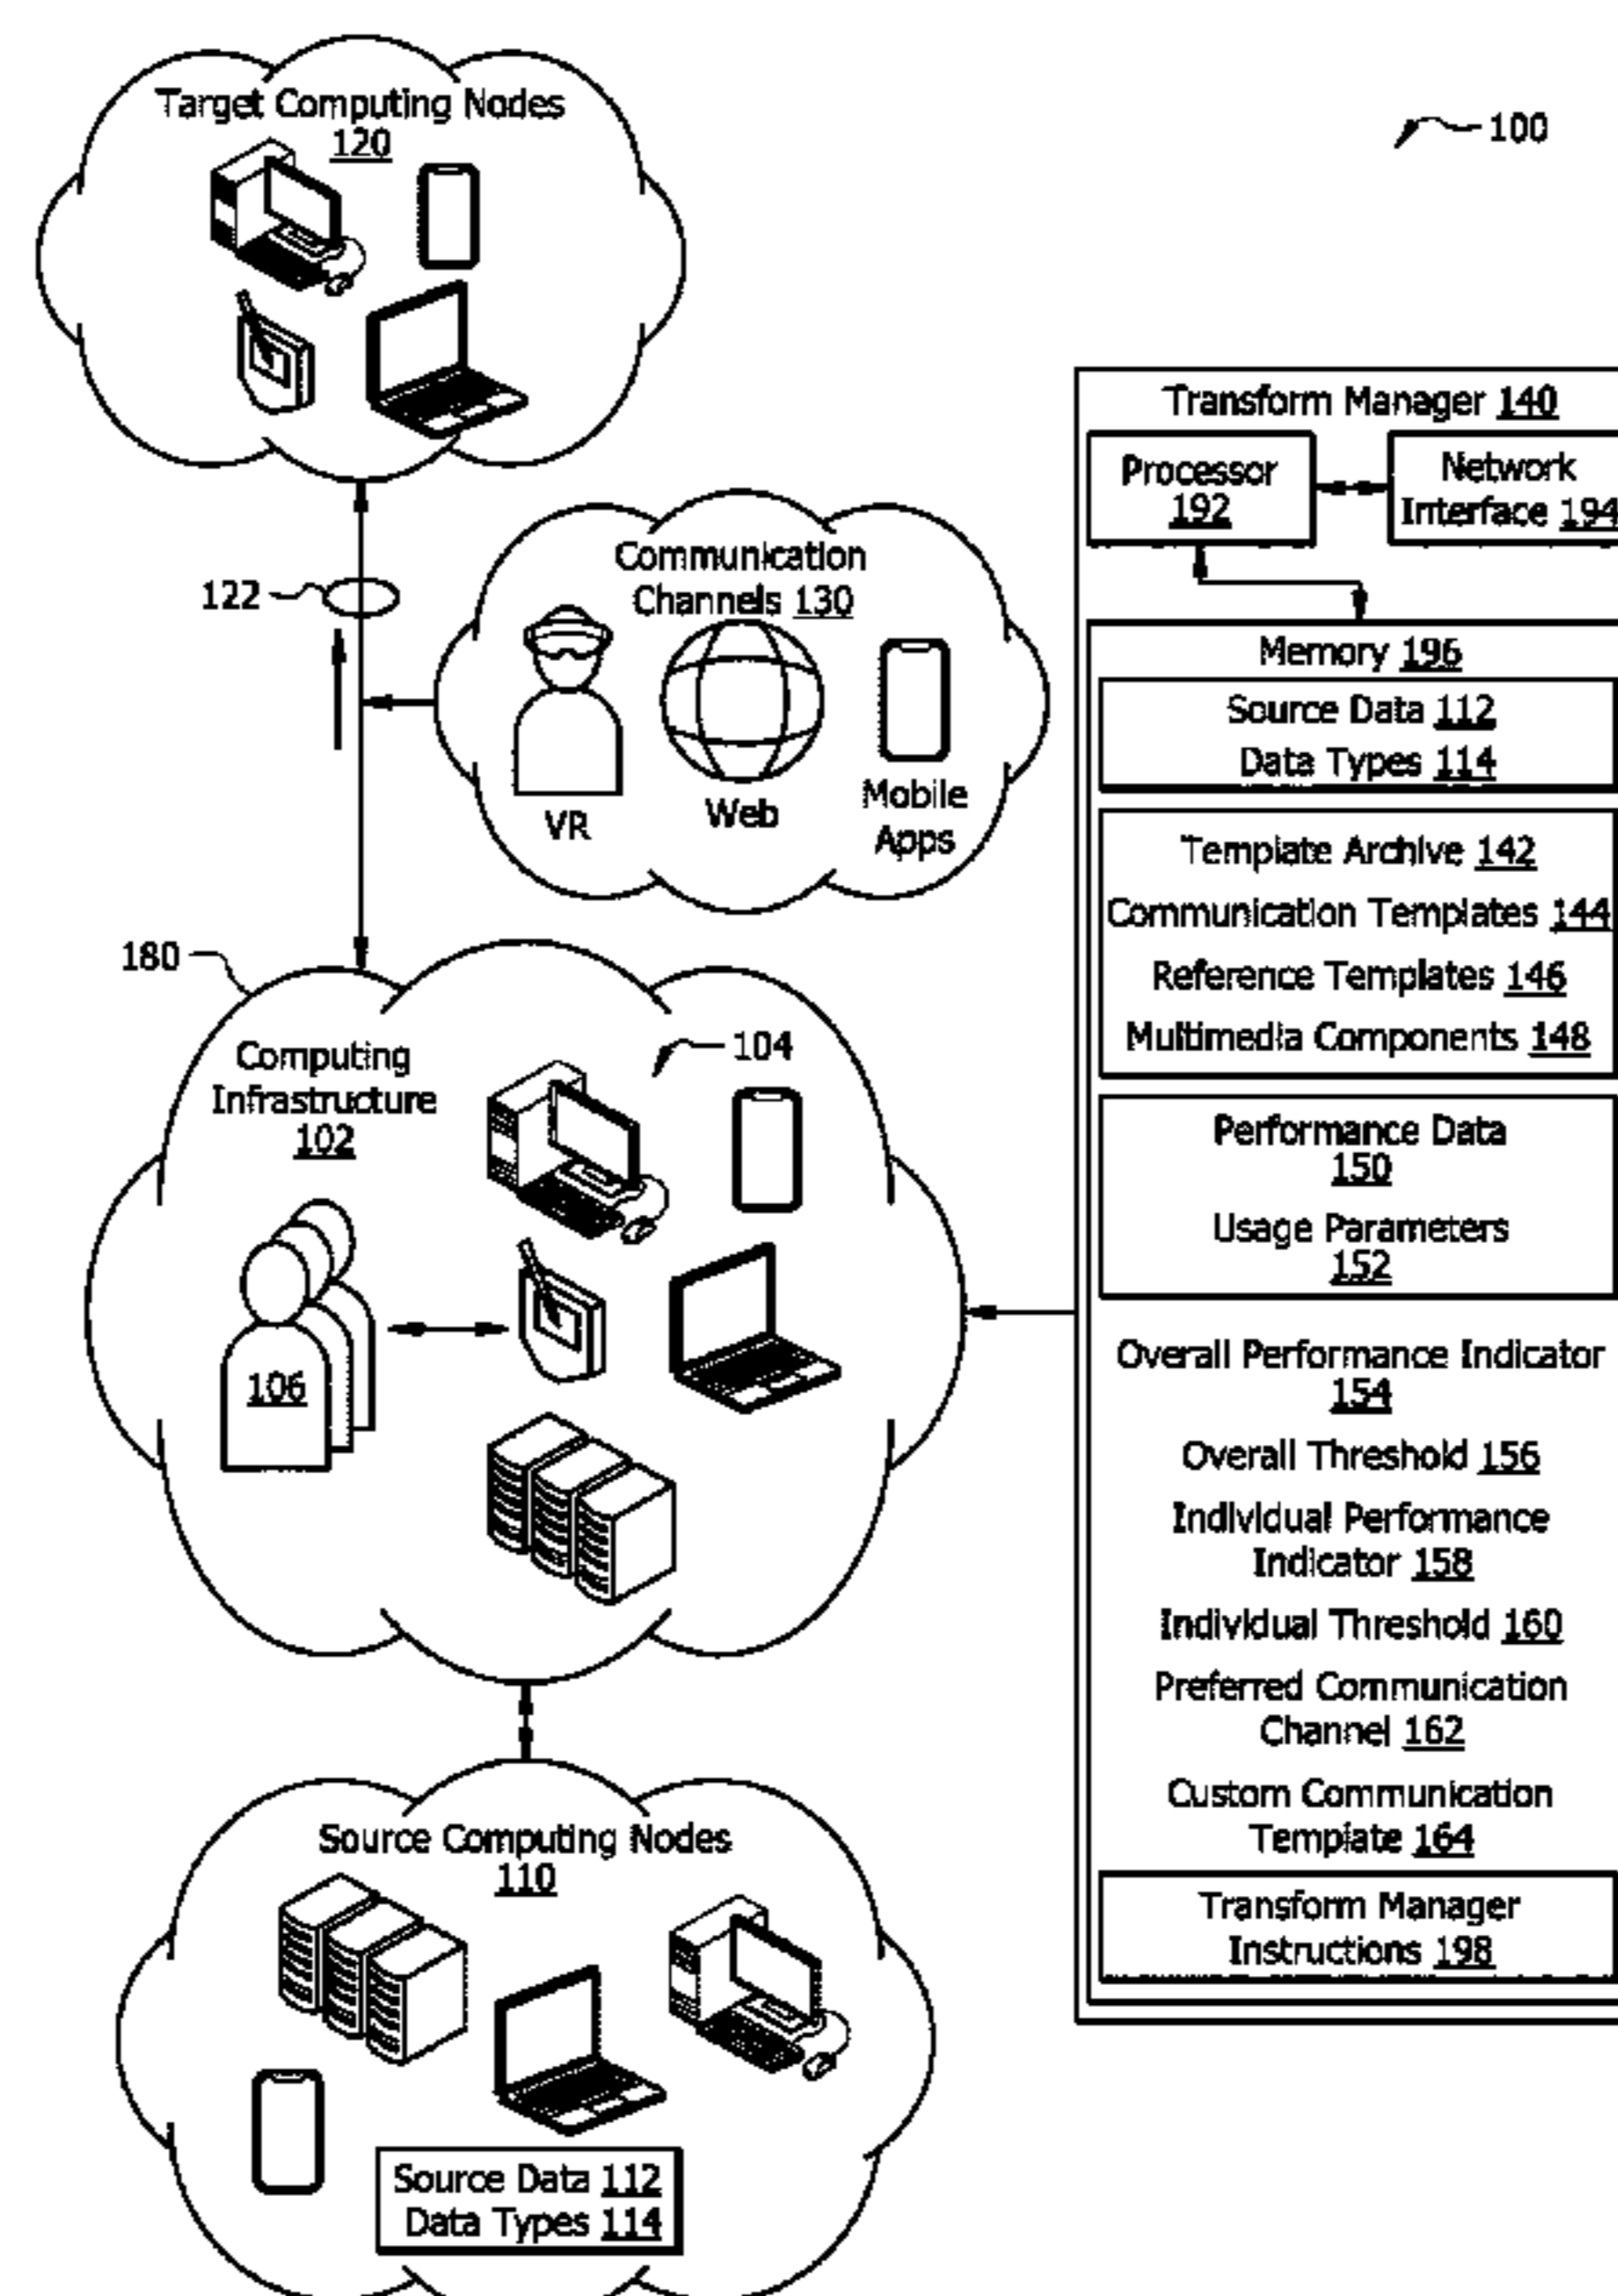 Target Computing Nodes
120
100
Transform Manager 140
Processor
192
Network
Interface 194
122
Communication
Channels 130
VR
Web
Mobile
Apps
Memory 196
Source Data 112
Data Types 114
Template Archive 142
Communication Templates 144
Reference Templates 146
Multimedia Components 148
180
Computing
Infrastructure
102
104
106
Performance Data
150
Usage Parameters
152
Overall Performance Indicator
154
Overall Threshold 156
Individual Performance
Indicator 158
Individual Threshold 160
Preferred Communication
Channel 162
Custom Communication
Template 164
Transform Manager
Instructions 198
Source Computing Nodes
110
Source Data 112
Data Types 114